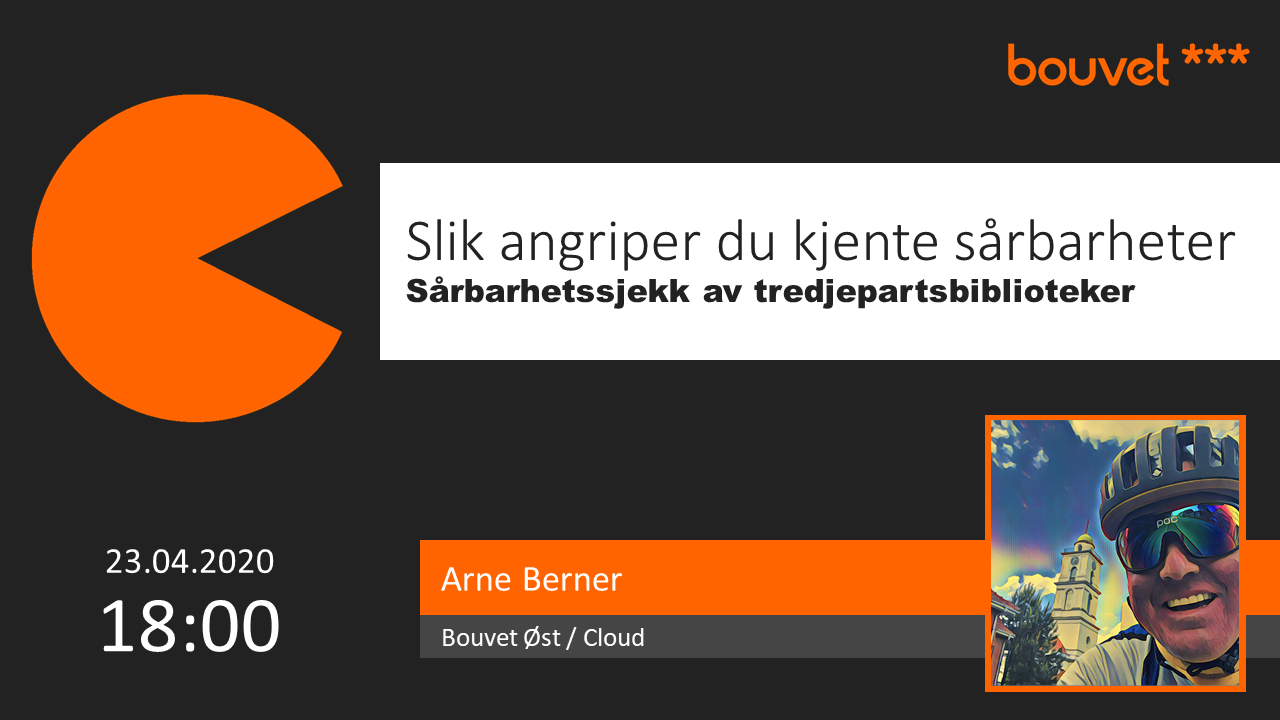 bouvet ***
Slik angriper du kjente sårbarheter
Sårbarhetssjekk av tredjepartsbiblioteker
23.04.2020
18:00
Arne Berner
Bouvet Øst / Cloud
POC